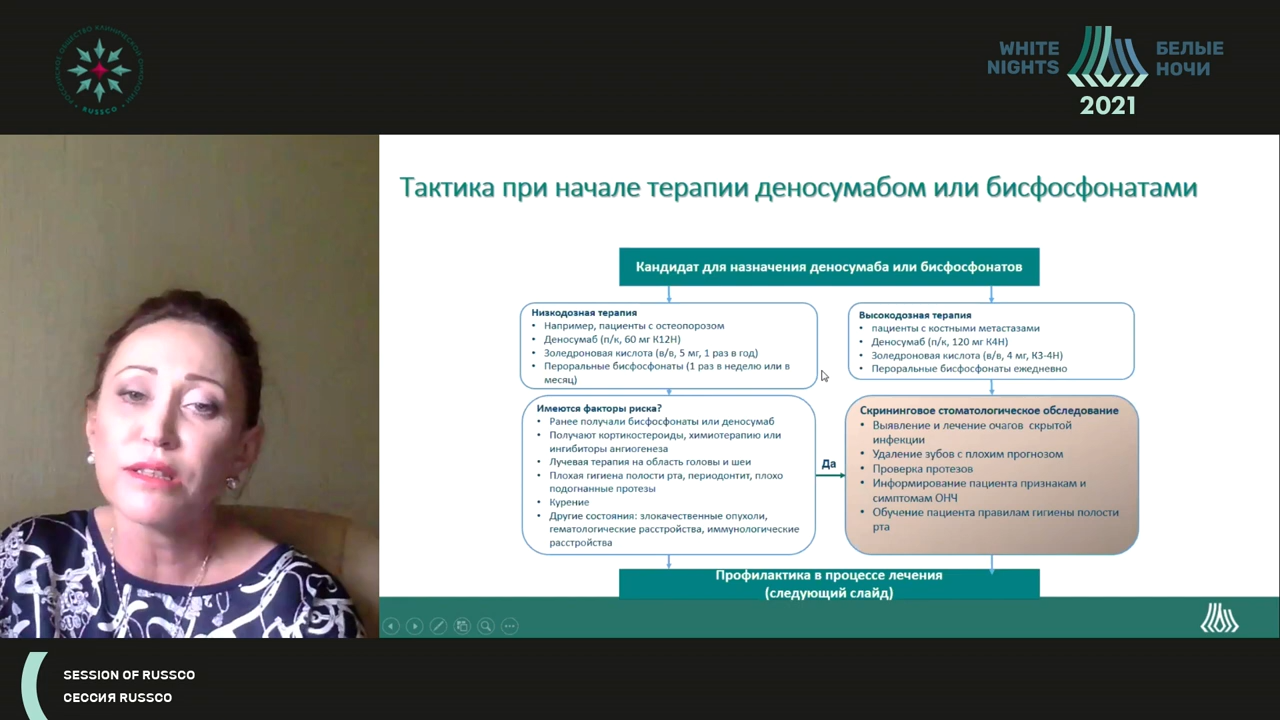 РОССИЙСКОЕ ОБЩЕСТВО КЛИНИЧЕСКОЙ ОНКОЛОГИИ
RUSSCO
WHITE
NIGHTS
БЕЛЫЕ
НОЧИ
2021
Тактика при начале терапии деносумабом или бисфосфонатами
Кандидат для назначения деносумаба или бисфосфонатов
Низкодозная терапия
• Например, пациенты с остеопорозом
• Деносумаб (п/к, 60 мг К12Н)
• Золедроновая кислота (в/в, 5 мг, 1 раз в год)
• Пероральные бисфосфонаты (1 раз в неделю или в
месяц)
Высокодозная терапия
• пациенты с костными метастазами
• Деносумаб (п/к, 120 мг К4Н)
• Золедроновая кислота (в/в, 4 мг, К3-4Н)
• Пероральные бисфосфонаты ежедневно
Имеются факторы риска?
• Ранее получали бисфосфонаты или деносумаб
• Получают кортикостероиды, химиотерапию или
ингибиторы ангиогенеза
• Лучевая терапия на область головы и шеи
• Плохая гигиена полости рта, периодонтит, плохо
подогнанные протезы
• Курение
• Другие состояния: злокачественные опухоли,
гематологические расстройства, иммунологические
расстройства
Да
Скрининговое стоматологическое обследование
• Выявление и лечение очагов скрытой
инфекции
• Удаление зубов с плохим прогнозом
• Проверка протезов
• Информирование пациента признакам и
симптомам ОНЧ
• Обучение пациента правилам гигиены полости
рта
Профилактика в процессе лечения
(следующий слайд)
SESSION OF RUSSCO
СЕССИЯ RUSSCO